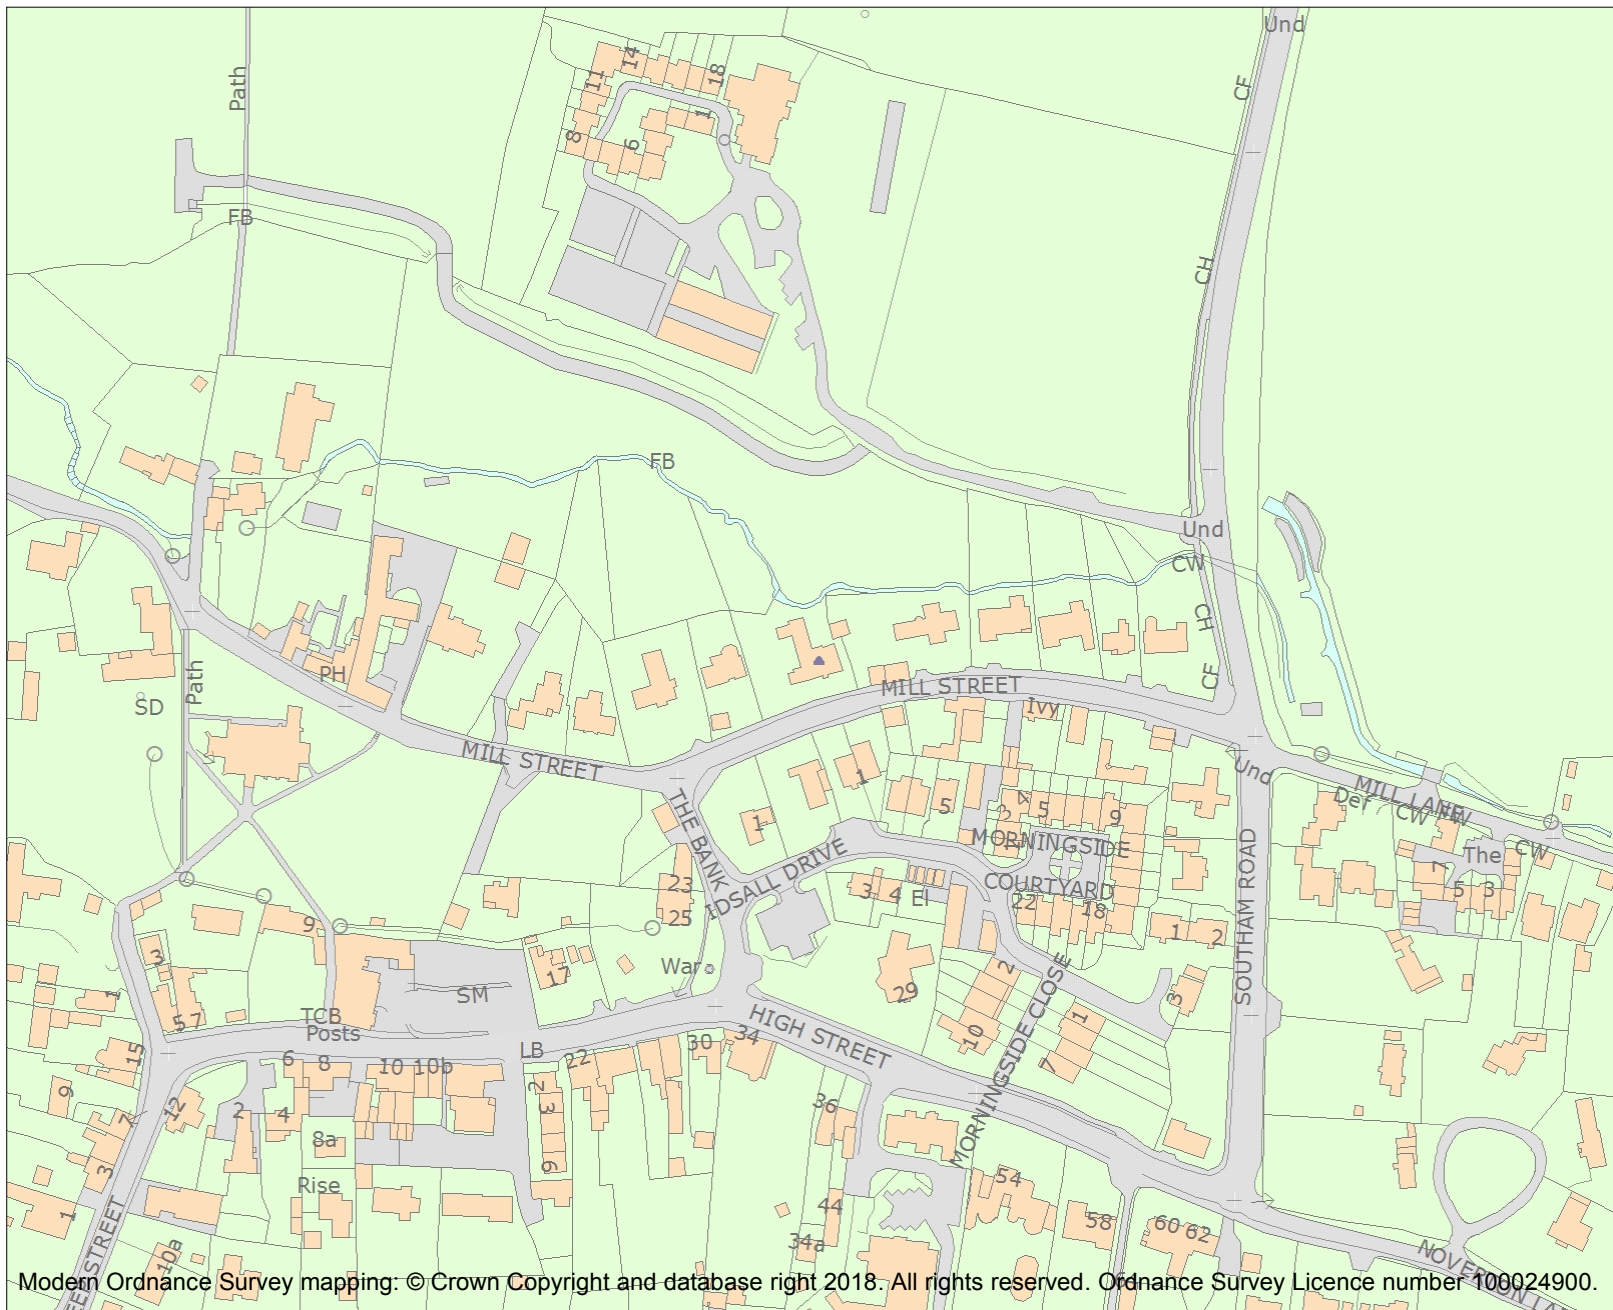 Und
Path
CF
14
11
18
1
8
6
FB
CH
FB
Und
CW
CH
CF
Path
PH
SD
MILL STREET
Ivy
MILL STREET
Und
MILL LANE
Def
CW
FW
THE BANK
1
1
5
3
4
5
9
MORNINGSIDE
COURTYARD
22
18
IDSALL DRIVE
3
4
El
23
25
SOUTHAM ROAD
The
CW
7
5
3
1
2
3
9
3
1
5
7
17
War
29
2
10
1
7
MORNINGSIDE CLOSE
SM
TCB
Posts
LB
HIGH STREET
22
30
34
15
9
7
3
1
12
2
4
6
8
8a
10
10b
2
3
6
36
44
34a
54
58
60
62
64
Rise
10a
NOVERTON LA
Modern Ordnance Survey mapping: © Crown Copyright and database right 2018. All rights reserved. Ordnance Survey Licence number 100024900.